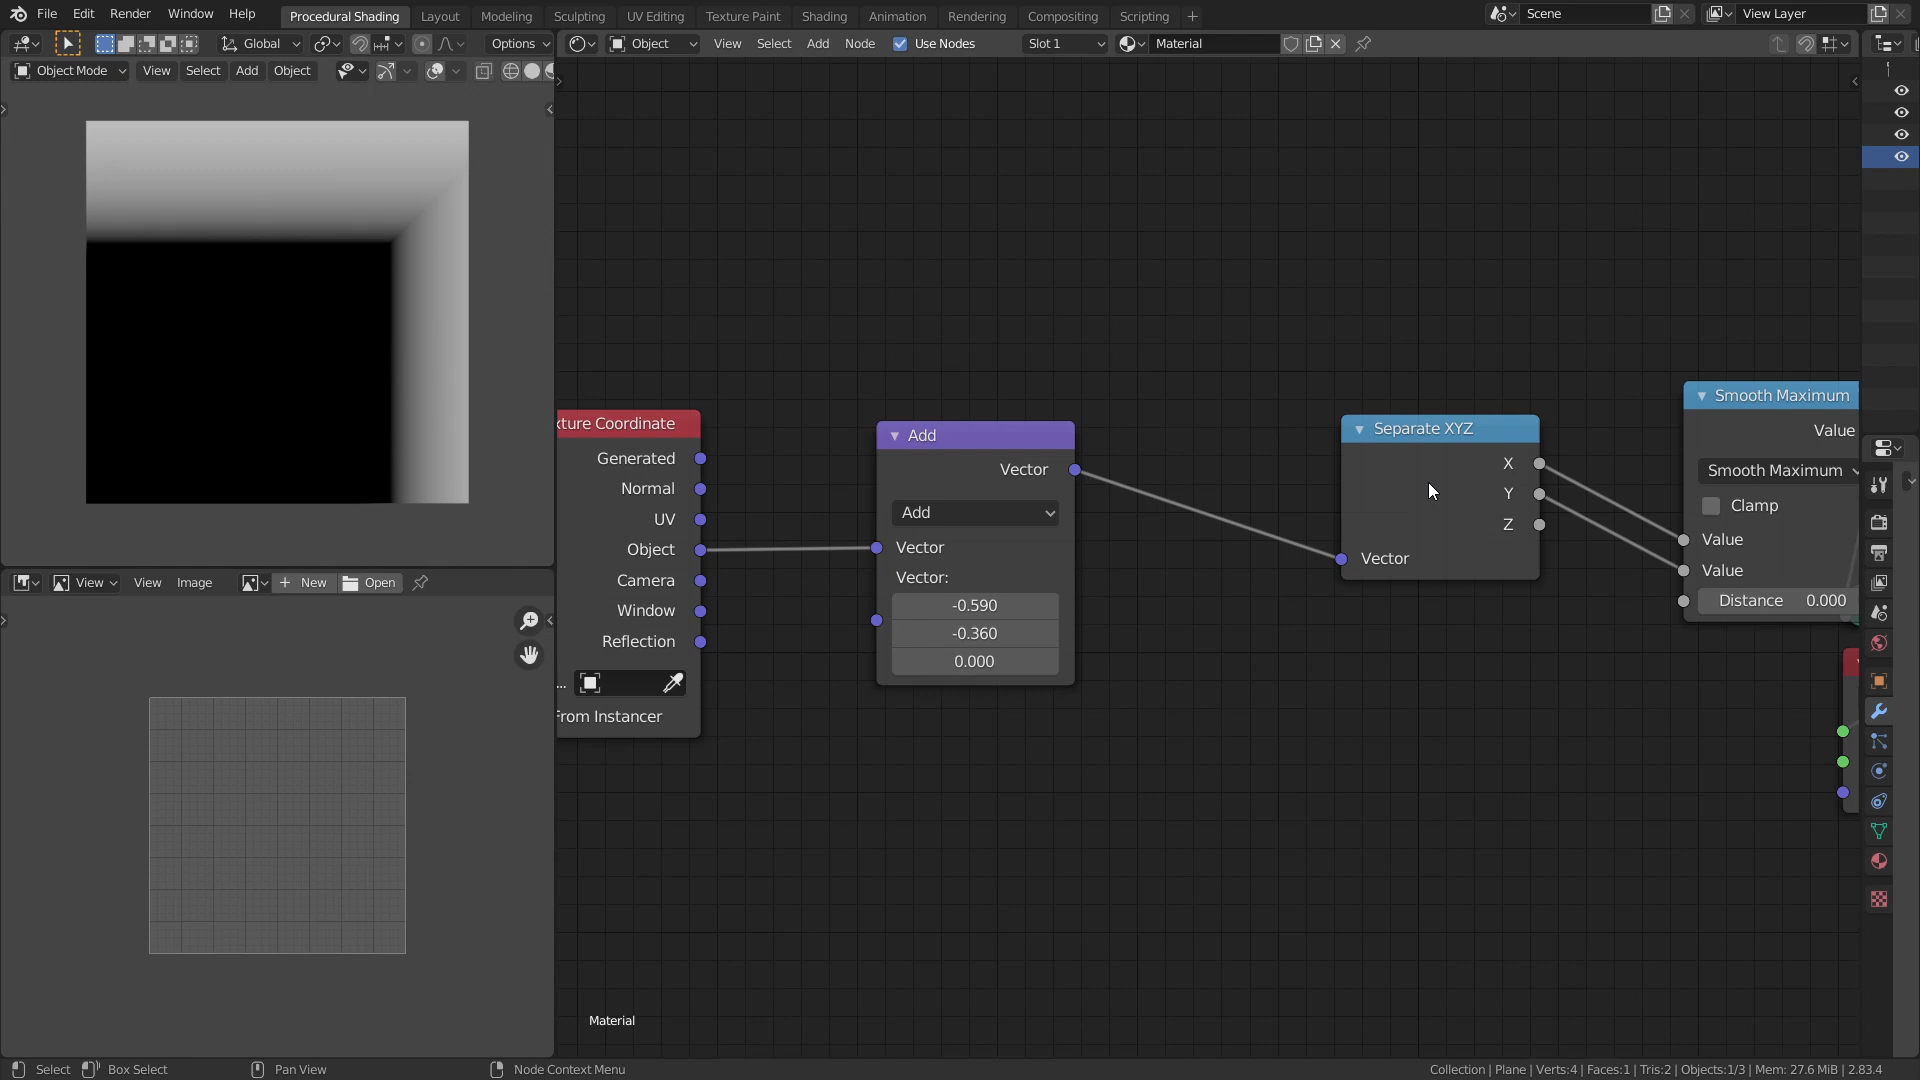 File Edit Render Window Help Procedural Shading Layout Modeling Sculpting UV Editing Texture Paint Shading Animation Rendering Compositing Scripting + Scene View Layer
Global Options Object View Select Add Node Use Nodes Slot 1 Material
Object Mode View Select Add Object
Texture Coordinate
Generated
Normal
UV
Object
Camera
Window
Reflection
...
From Instancer
Add
Vector
Add
Vector
Vector:
-0.590
-0.360
0.000
Separate XYZ
X
Y
Z
Vector
Smooth Maximum
Value
Smooth Maximum
Clamp
Value
Value
Distance 0.000
View View Image + New Open
Material
Select Box Select Pan View Node Context Menu Collection | Plane | Verts:4 | Faces:1 | Tris:2 | Objects:1/3 | Mem: 27.6 MiB | 2.83.4